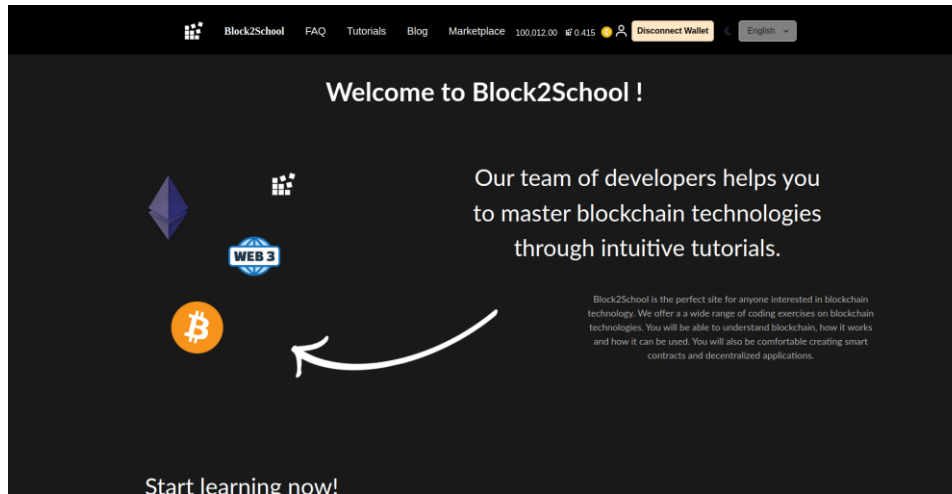 Block2School FAQ Tutorials Blog Marketplace 100,012.00 0.415 Disconnect Wallet English
Welcome to Block2School !
Our team of developers helps you
to master blockchain technologies
through intuitive tutorials.
WEB 3
Block2School is the perfect site for anyone interested in blockchain
technology. We offer a a wide range of coding exercises on blockchain
technologies. You will be able to understand blockchain, how it works
and how it can be used. You will also be comfortable creating smart
contracts and decentralized applications.
Start learning now!